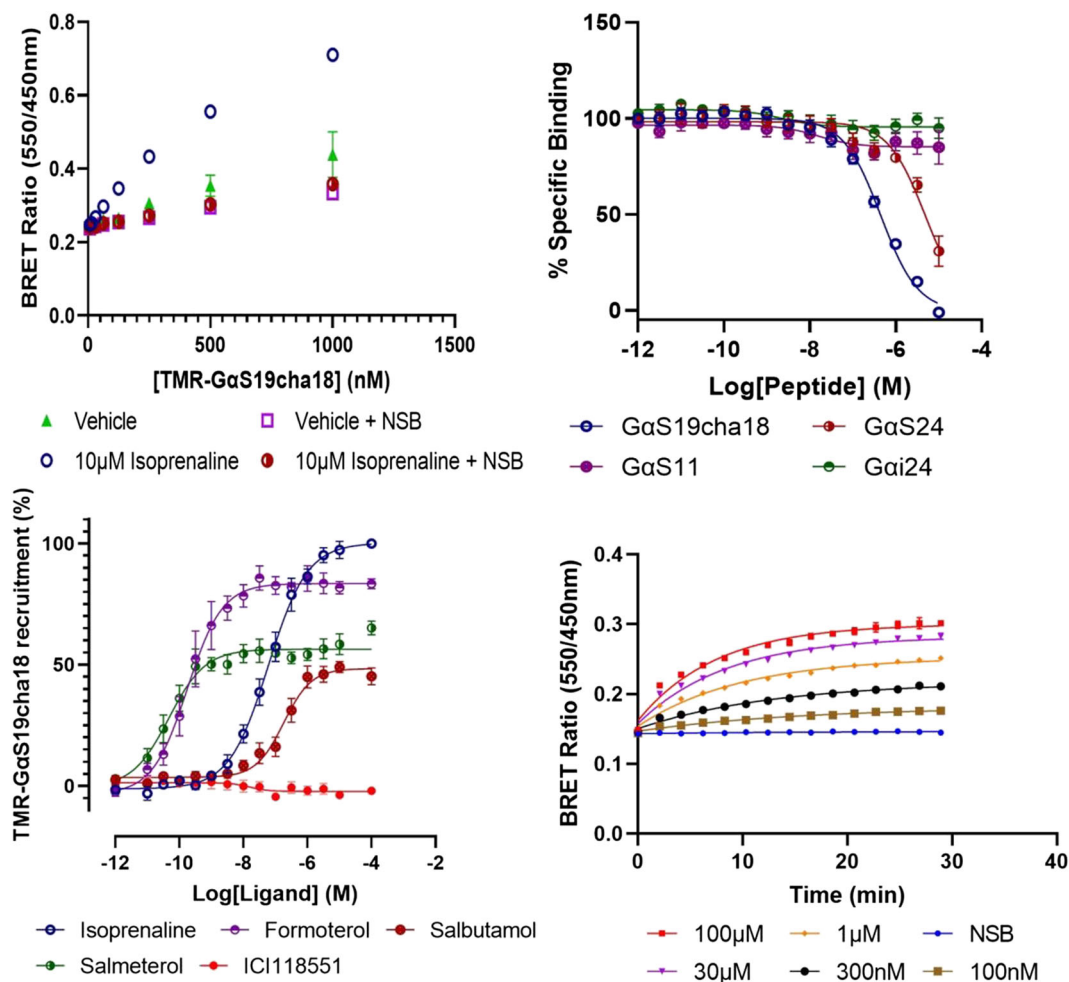 BRET Ratio (550/450nm)
0.8
0.6
0.4
0.2
0.0
0
500
1000
1500
[TMR-GαS19cha18] (nM)
Vehicle
Vehicle + NSB
10µM Isoprenaline
10µM Isoprenaline + NSB
% Specific Binding
150
100
50
0
-12
-10
-8
-6
-4
Log[Peptide] (M)
GαS19cha18
GαS24
GαS11
Gαi24
TMR-GαS19cha18 recruitment (%)
100
50
0
-12
-10
-8
-6
-4
-2
Log[Ligand] (M)
Isoprenaline
Formoterol
Salbutamol
Salmeterol
ICI118551
BRET Ratio (550/450nm)
0.4
0.3
0.2
0.1
0.0
0
10
20
30
40
Time (min)
100µM
1µM
NSB
30µM
300nM
100nM